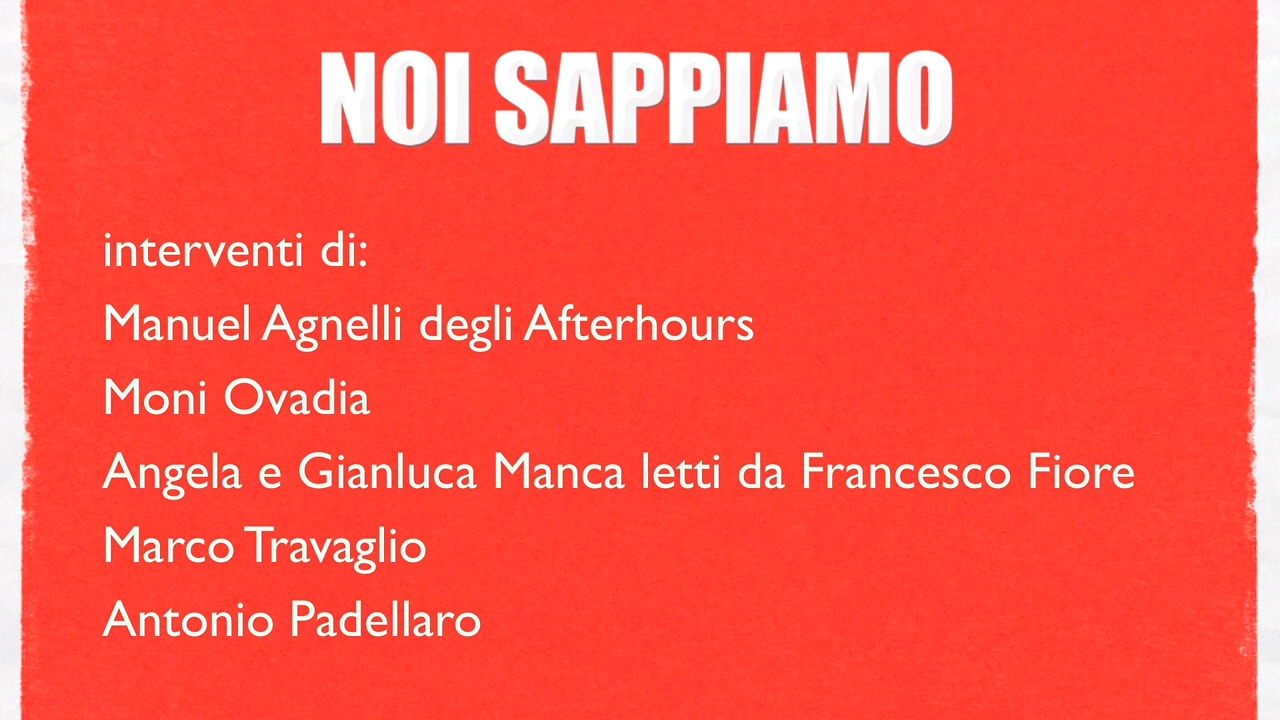 NOI SAPPIAMO
interventi di:
Manuel Agnelli degli Afterhours
Moni Ovadia
Angela e Gianluca Manca letti da Francesco Fiore
Marco Travaglio
Antonio Padellaro